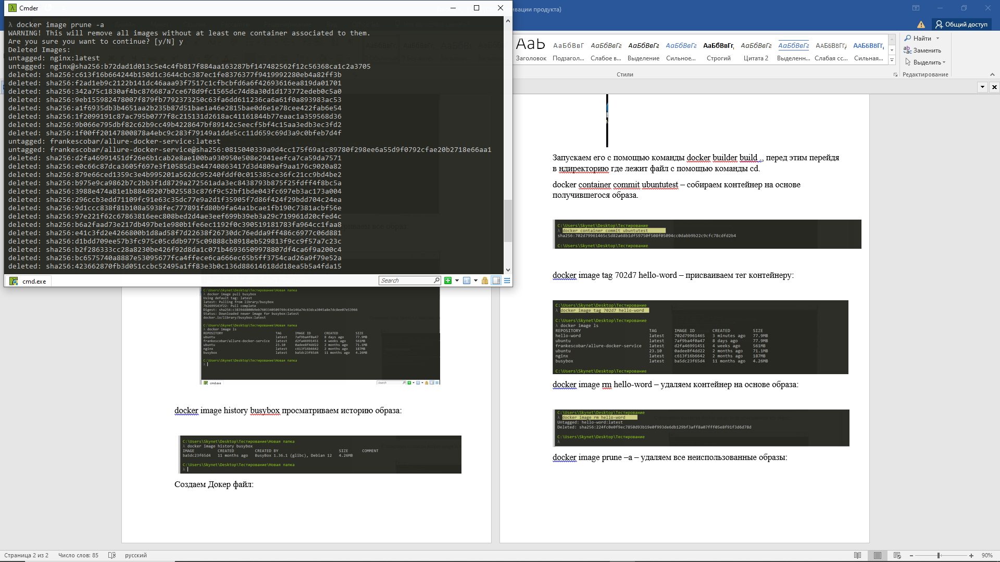 Cmder
λ docker image prune -a
WARNING! This will remove all images without at least one container associated to them.
Are you sure you want to continue? [y/N] y
Deleted Images:
untagged: nginx:latest
untagged: nginx@sha256:b72dad1d013c5e4c4fb817f884aa163287bf147482562f12c56368ca1c2a3705
deleted: sha256:c613f16b664244b150d1c3644cbc387ec1fe8376377f9419992280eb4a82ff3b
deleted: sha256:f2ad1eb9c2122b141dc46aaa93f7517c1cfbcbfd6a6f42693616ea819da01701
deleted: sha256:342a75c1830af4bc876687a7ce678d9fc1565dc74d8a30d1d173772edeb0c5a0
deleted: sha256:9eb155982478007f879fb7792373250c63fa6dd611236ca6a61f0a893983ac53
deleted: sha256:a1f6935db3b4651aa2b235b87d51bae1a46e2815bae0d6e1e78cee422fab6e54
deleted: sha256:1f2099191c87ac795b0777f8c215131d2618ac41161844b77eaac1a359568d36
deleted: sha256:9b066e795dbf82c62b9cc49b4228647bf89142c5eecf5bf4c15aa3edb3ec3fd2
deleted: sha256:1f00ff20147800878a4ebc9c283f79149a1dde5cc11d659c69d3a9c0bfeb7d4f
untagged: frankescobar/allure-docker-service:latest
untagged: frankescobar/allure-docker-service@sha256:0815040339a9d4cc175f69a1c89780f298ee6a55d9f0792cfae20b2718e66aa1
deleted: sha256:d2fa46991451df26e6b1cab2e8ae100ba930950e508e2941eefca7ca59da7571
deleted: sha256:e0c66c87dca3605f697e3f10585d3e44740863417d3d4809af9aa176c9020a82
deleted: sha256:879e66ced1359c3e4b995201a562dc95240fddf0c015385ce36fc21cc9bd4be2
deleted: sha256:b975e9ca9862b7c2bb3f1d8729a272561ada3ec8438793b875f25fdff4f8bc5a
deleted: sha256:3988e474a81e1b884d9207b025583c876f9c52bf1bde043fc697eb3ac173a004
deleted: sha256:296ccb3edd71109fc91e63c35dc77e9a2d1f35905f7d86f424f29bdd704c24ea
deleted: sha256:9d1ccc838f81b108a5938fec777891fd80b9fa64a1bcae1fb190c7381acbf56e
deleted: sha256:97e221f62c67863816eec808bed2d4ae3eef699b39eb3a29c719961d20cfed4c
deleted: sha256:b6a2faad73e217db497be1e980b1fe6ec1192f0c390519181783fa964cc1faa8
deleted: sha256:e41c3fd2e4266800b1d8ad58f7d22638f26730dc76edda9ff486c6977c06d881
deleted: sha256:d1bdd709ee57b3fc975c05cddb9775c09888cb8918eb529813f9cc9f57a7c23c
deleted: sha256:b2f286333cc28a8230be426f92d8da1c071b46936509978807df4ca6f9a200c4
deleted: sha256:bc6575740a8887e53095677fca4ffece6ca666ec65b5ff3754cad26a9f79e52a
deleted: sha256:423662870fb3d051ccbc52495a1ff83e3b0c136d88614618dd18ea5b5a4fda15
cmd.exe
Search
ивации продукта)
Общий доступ
АаЬ АаБбВвГ АаБбВвГг АаБбВвГг АаБбВвГг АаБбВвГг, АаБбВвГг АаБбВвГг ААБбВвГгД ААБбВвГг,
Заголовок Подзагол... Слабое в... Выделение Сильное... Строгий Цитата 2 Выделенн... Слабая сс... Сильная...
Стили
Найти
Заменить
Выделить
Редактирование
C:\Users\Skynet\Desktop\Тестирование\Новая папка
λ docker image pull busybox
Using default tag: latest
latest: Pulling from library/busybox
7b2699543f22: Pull complete
Digest: sha256:c3839dd800b9eb7603340509769c43e146a74c63dca3045a8e7dc8ee07e53966
Status: Downloaded newer image for busybox:latest
docker.io/library/busybox:latest
C:\Users\Skynet\Desktop\Тестирование\Новая папка
λ docker image ls
REPOSITORY TAG IMAGE ID CREATED SIZE
ubuntu latest 7af9ba4f0a47 8 days ago 77.9MB
frankescobar/allure-docker-service latest d2fa46991451 4 weeks ago 561MB
ubuntu 23.10 0adee8f4dd22 2 months ago 71.1MB
nginx latest c613f16b6642 2 months ago 187MB
busybox latest ba5dc23f65d4 11 months ago 4.26MB
C:\Users\Skynet\Desktop\Тестирование\Новая папка
λ
cmd.exe
Search
docker image history busybox просматриваем историю образа:
C:\Users\Skynet\Desktop\Тестирование\Новая папка
λ docker image history busybox
IMAGE CREATED CREATED BY SIZE COMMENT
ba5dc23f65d4 11 months ago BusyBox 1.36.1 (glibc), Debian 12 4.26MB
C:\Users\Skynet\Desktop\Тестирование\Новая папка
λ
Создаем Докер файл:
Запускаем его с помощью команды docker builder build ., перед этим перейдя
в ндиректорию где лежит файл с помощью команды cd.
docker container commit ubuntutest – собираем контейнер на основе
получившегося образа.
C:\Users\Skynet\Desktop\Тестирование
λ docker container commit ubuntutest
sha256:702d79961465c5d82a68b1df59750f508f05094cc0dabb9b22c9cfc78cdfd2b4
C:\Users\Skynet\Desktop\Тестирование
docker image tag 702d7 hello-word – присваиваем тег контейнеру:
C:\Users\Skynet\Desktop\Тестирование
λ docker image tag 702d7 hello-word
C:\Users\Skynet\Desktop\Тестирование
λ docker image ls
REPOSITORY TAG IMAGE ID CREATED SIZE
hello-word latest 702d79961465 3 minutes ago 77.9MB
ubuntu latest 7af9ba4f0a47 8 days ago 77.9MB
frankescobar/allure-docker-service latest d2fa46991451 4 weeks ago 561MB
ubuntu 23.10 0adee8f4dd22 2 months ago 71.1MB
nginx latest c613f16b6642 2 months ago 187MB
busybox latest ba5dc23f65d4 11 months ago 4.26MB
C:\Users\Skynet\Desktop\Тестирование
docker image rm hello-word – удаляем контейнер на основе образа:
C:\Users\Skynet\Desktop\Тестирование
λ docker image rm hello-word
Untagged: hello-word:latest
Deleted: sha256:224fc0e0f9ec7850d93b19e0f993de6db129bf3aff8a07fff05e8f91f3d6d78d
C:\Users\Skynet\Desktop\Тестирование
λ
docker image prune –a – удаляем все неиспользованные образы:
Страница 2 из 2 Число слов: 85 русский
90%